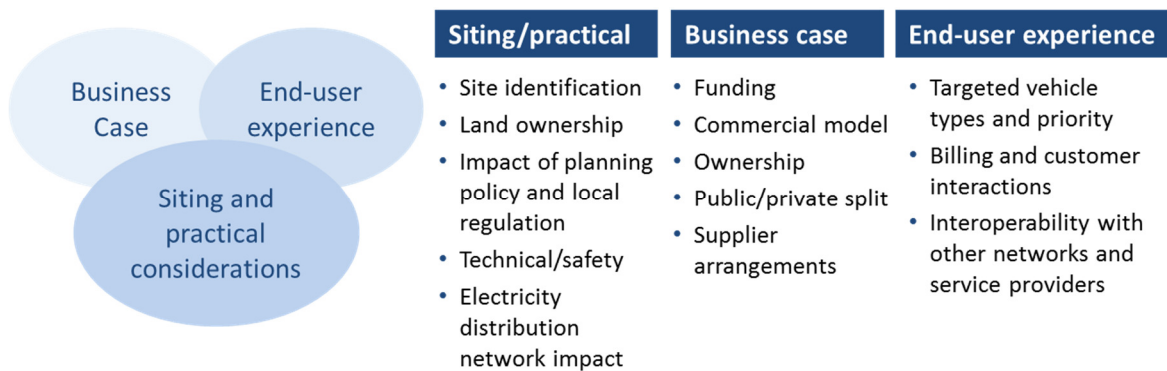 Business
Case
End-user
experience
Siting and
practical
considerations
Siting/practical
• Site identification
• Land ownership
• Impact of planning
policy and local
regulation
• Technical/safety
• Electricity
distribution
network impact
Business case
• Funding
• Commercial model
• Ownership
• Public/private split
• Supplier
arrangements
End-user experience
• Targeted vehicle
types and priority
• Billing and customer
interactions
• Interoperability with
other networks and
service providers